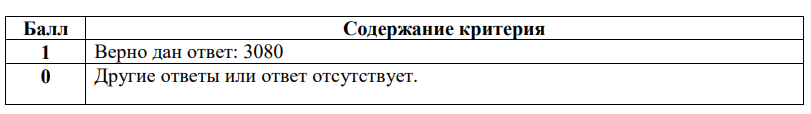 Балл Содержание критерия
1 Верно дан ответ: 3080
0 Другие ответы или ответ отсутствует.